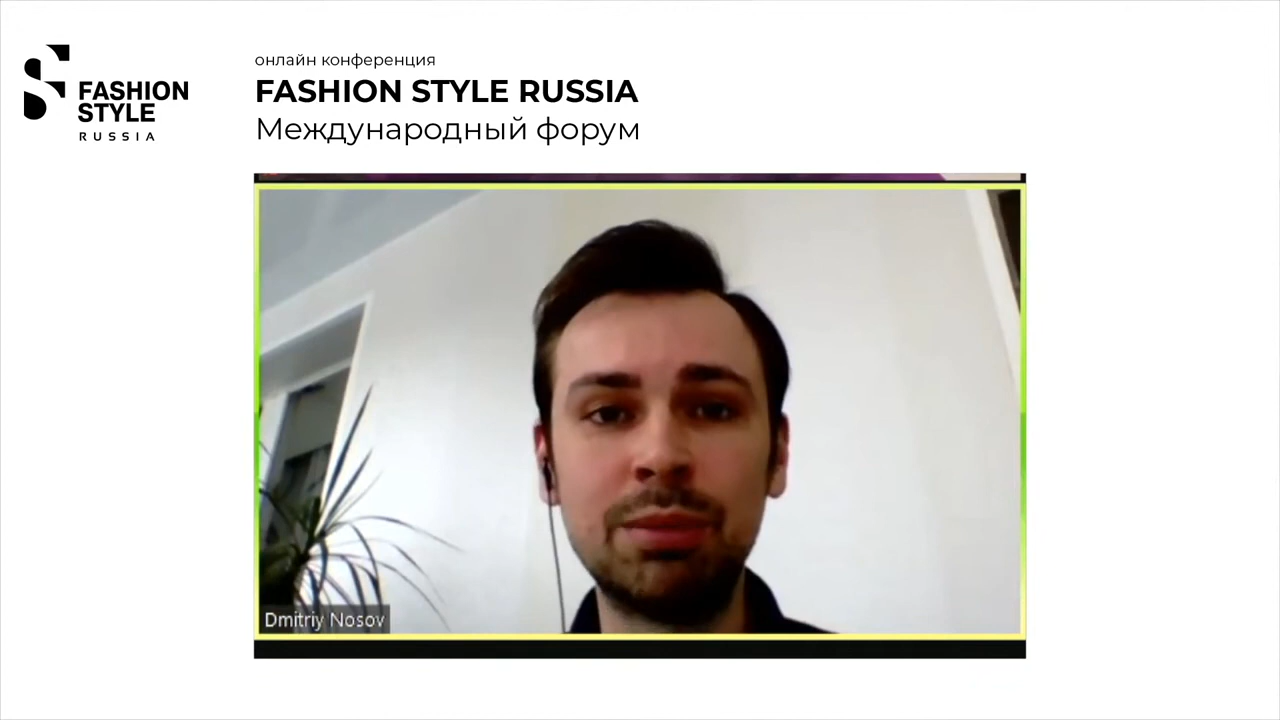 FASHION
STYLE
RUSSIA
онлайн конференция
FASHION STYLE RUSSIA
Международный форум
Dmitriy Nosov